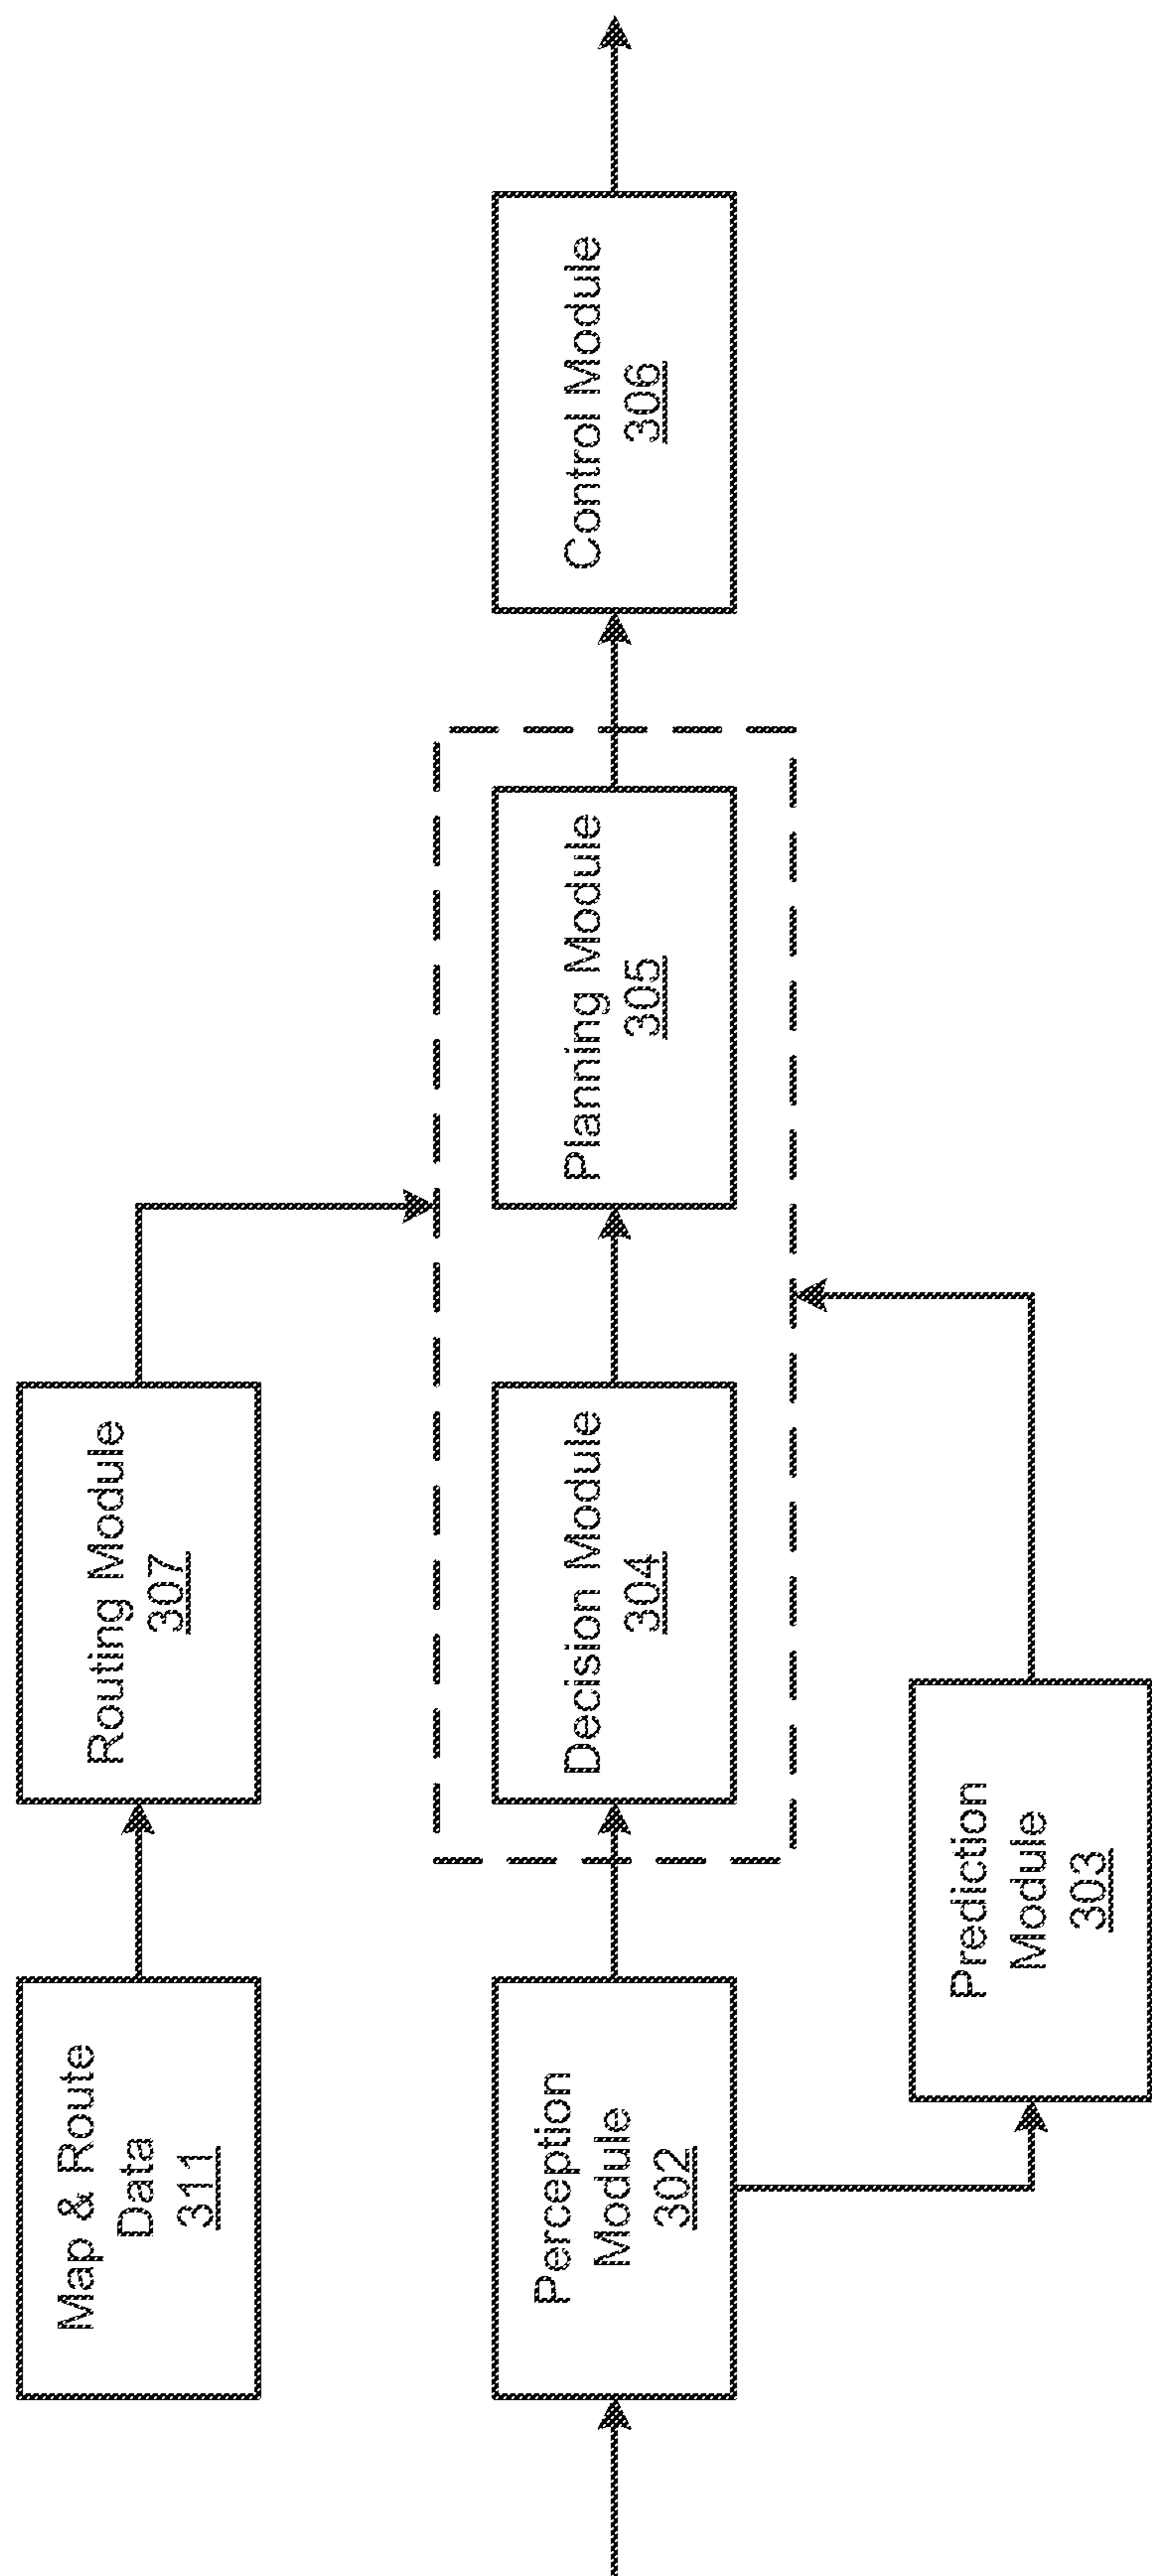 Map & Route
Data
311
Routing Module
307
Perception
Module
302
Decision Module
304
Planning Module
305
Control Module
306
Prediction
Module
303